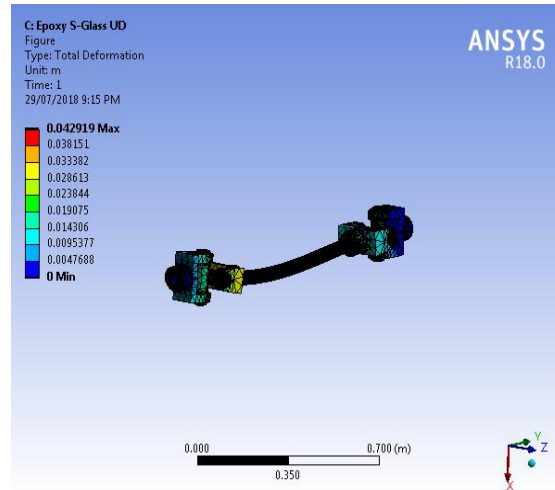 C: Epoxy S-Glass UD
Figure
Type: Total Deformation
Unit: m
Time: 1
29/07/2018 9:15 PM
ANSYS
R18.0
0.042919 Max
0.038151
0.033382
0.028613
0.023844
0.019075
0.014306
0.0095377
0.0047688
0 Min
0.000
0.700 (m)
0.350
Y
Z
X